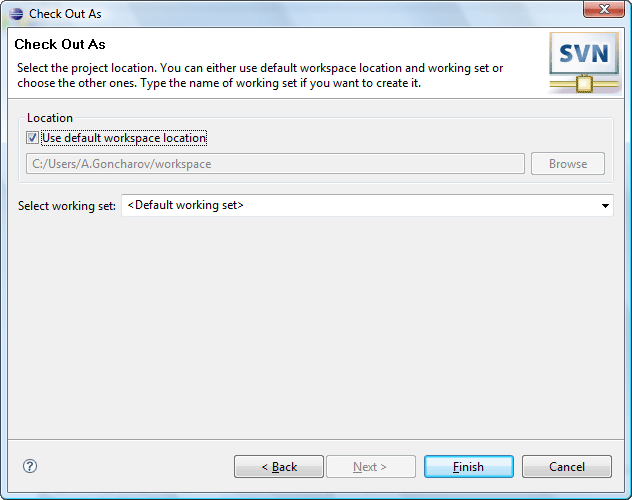 Check Out As
Check Out As
SVN
Select the project location. You can either use default workspace location and working set or
choose the other ones. Type the name of working set if you want to create it.
Location
Use default workspace location
C:/Users/A.Goncharov/workspace
Browse
Select working set:
<Default working set>
?
< Back
Next >
Finish
Cancel